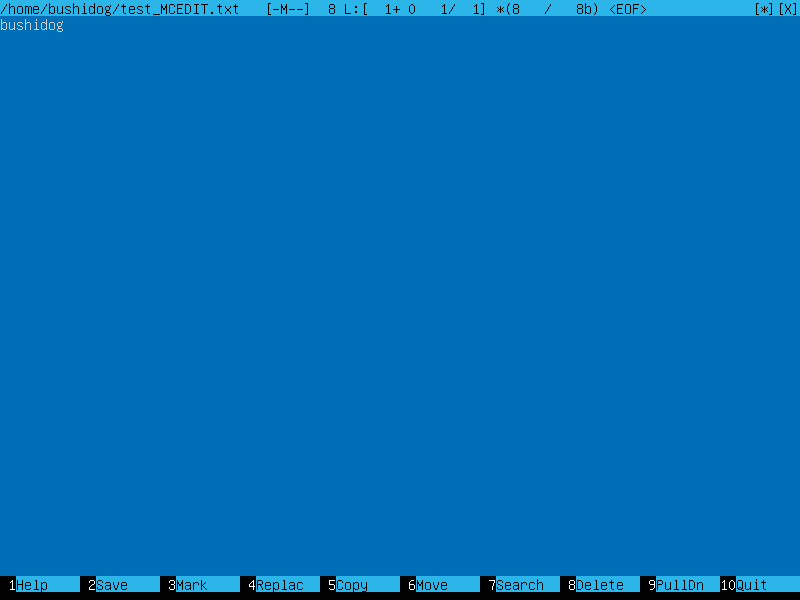 /home/bushidog/test_MCEDIT.txt [-M--] 8 L:[ 1+ 0 1/ 1] *(8 / 8b) <EOF> [*][X]
bushidog
1Help 2Save 3Mark 4Replac 5Copy 6Move 7Search 8Delete 9PullDn 10Quit